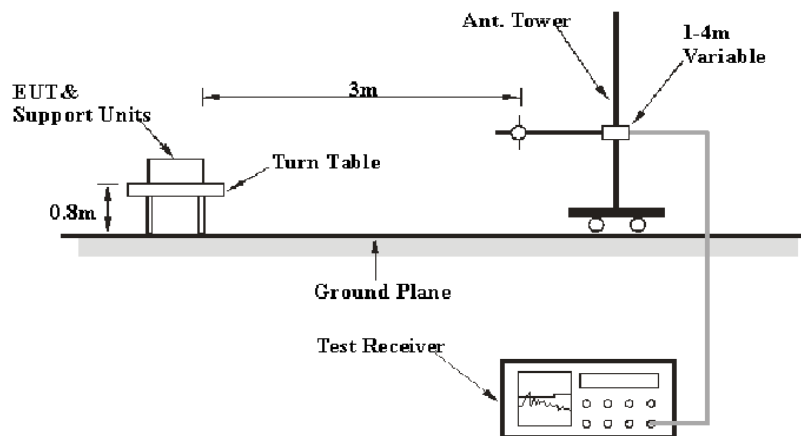 Ant. Tower
1-4m
Variable
EUT&
Support Units
3m
Turn Table
0.8m
Ground Plane
Test Receiver